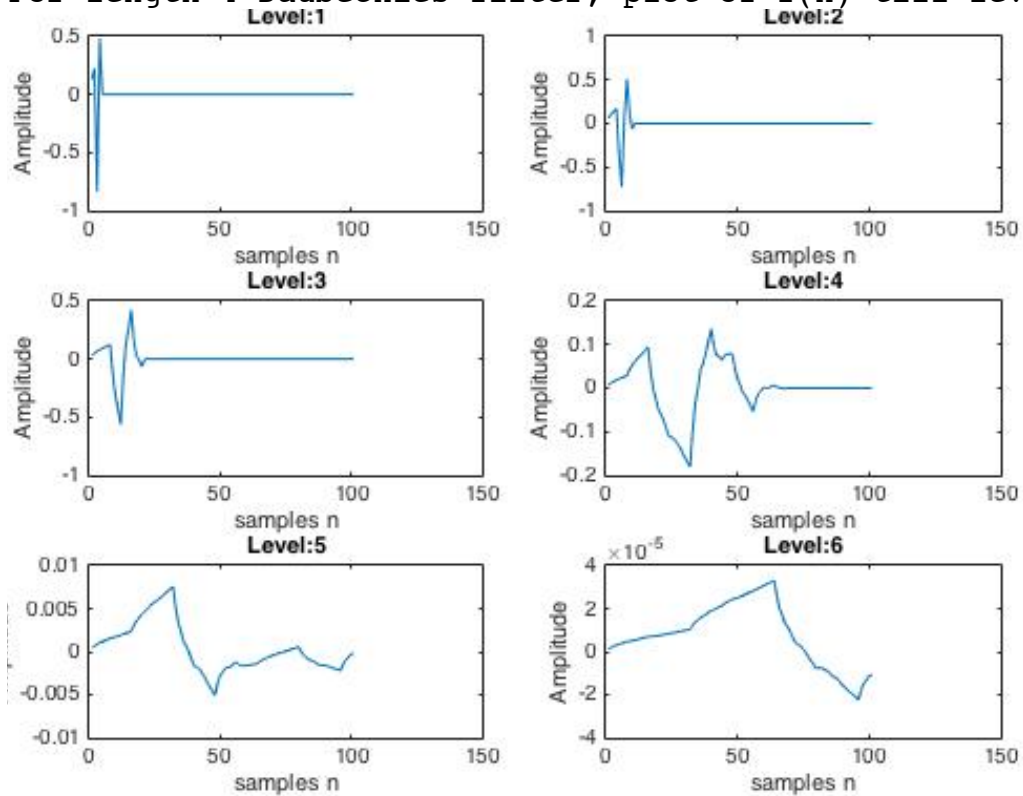 For length 4 Daubechies filter, plot of till
Level:1
0.5
0
-0.5
-1
Amplitude
0 50 100 150
samples n
Level:2
1
0.5
0
-0.5
-1
Amplitude
0 50 100 150
samples n
Level:3
0.5
0
-0.5
-1
Amplitude
0 50 100 150
samples n
Level:4
0.2
0.1
0
-0.1
-0.2
Amplitude
0 50 100 150
samples n
Level:5
0.01
0.005
0
-0.005
-0.01
0 50 100 150
samples n
Level:6
×10⁻⁵
4
2
0
-2
-4
Amplitude
0 50 100 150
samples n